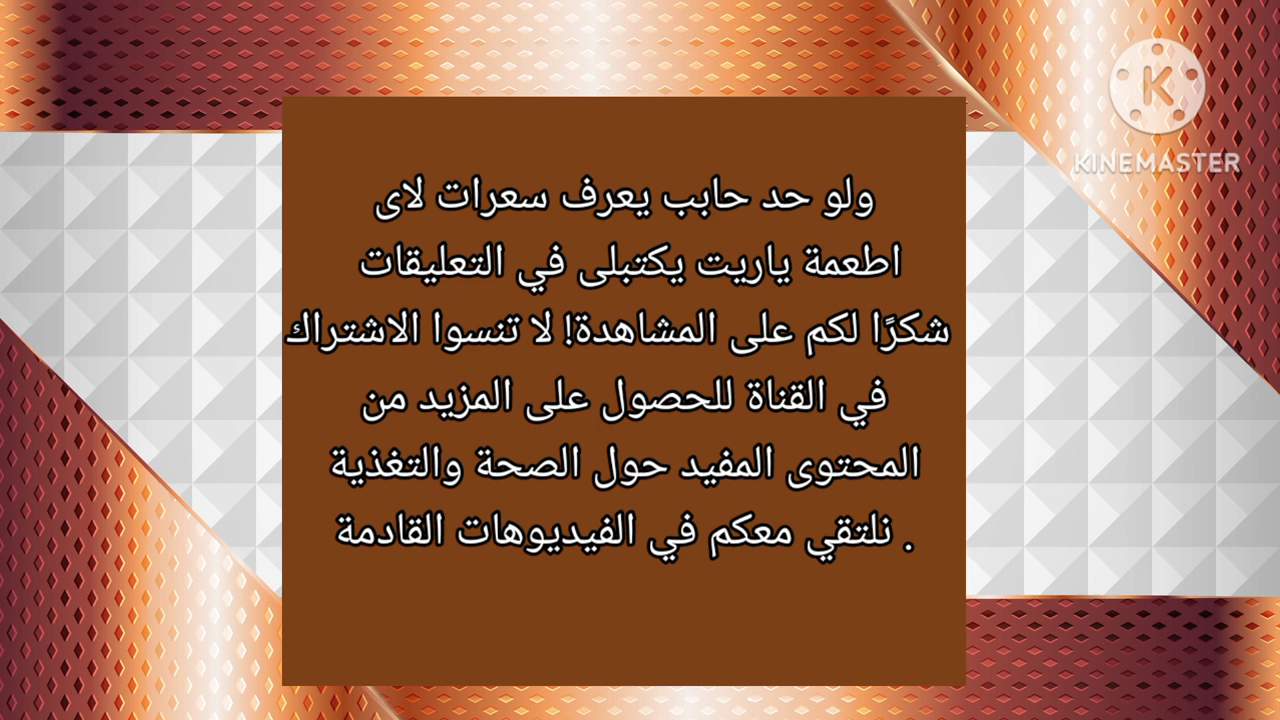 KINEMASTER
ولو حد حابب يعرف سعرات لاى
اطعمة ياريت يكتبلى في التعليقات
شكرًا لكم على المشاهدة! لا تنسوا الاشتراك
في القناة للحصول على المزيد من
المحتوى المفيد حول الصحة والتغذية
. نلتقي معكم في الفيديوهات القادمة